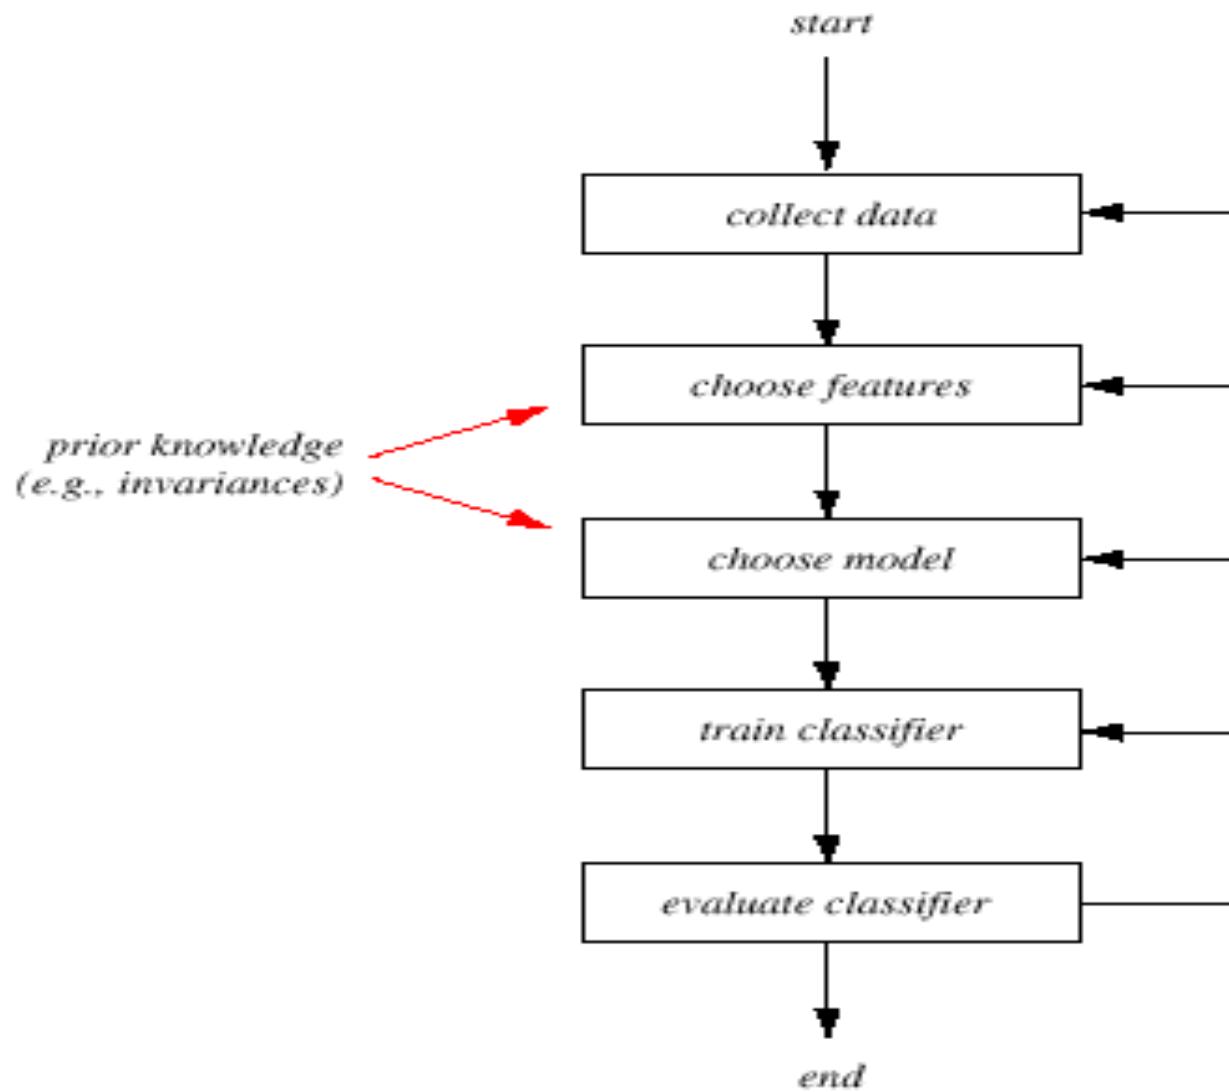 start
collect data
choose features
prior knowledge
(e.g., invariances)
choose model
train classifier
evaluate classifier
end